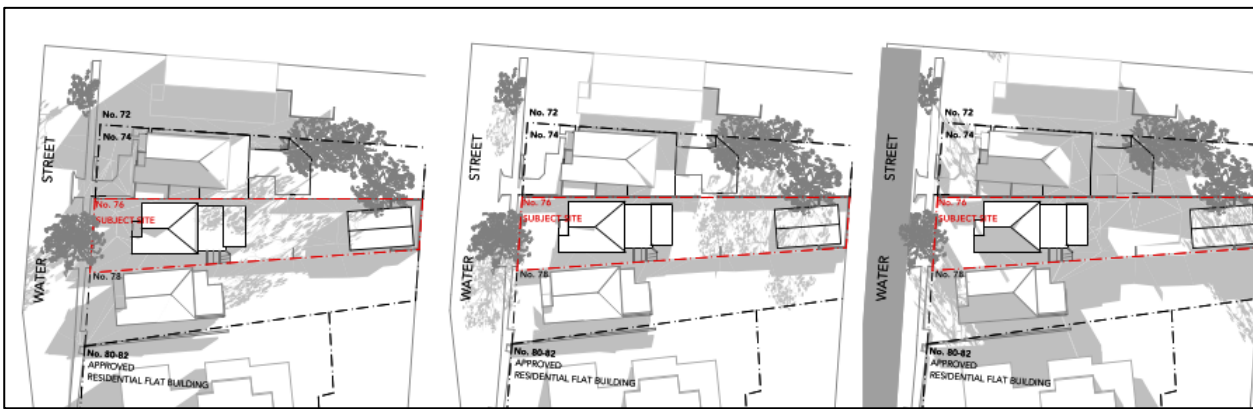 No. 72
No. 74
STREET
No. 76
SUBJECT SITE
WATER
No. 78
No. 80-82
APPROVED
RESIDENTIAL FLAT BUILDING
No. 72
No. 74
STREET
No. 76
SUBJECT SITE
WATER
No. 78
No. 80-82
APPROVED
RESIDENTIAL FLAT BUILDING
No. 72
No. 74
STREET
No. 76
SUBJECT SITE
WATER
No. 78
No. 80-82
APPROVED
RESIDENTIAL FLAT BUILDING